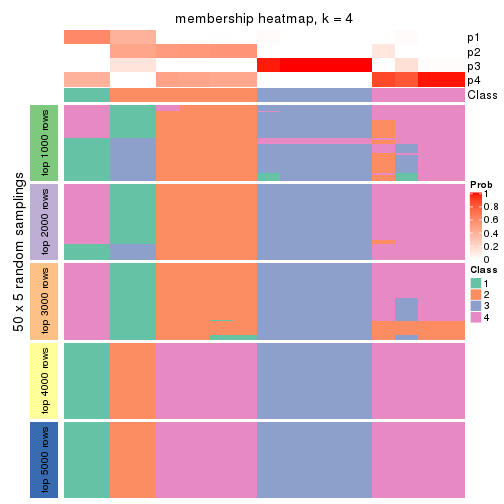 membership heatmap, k = 4
p1
p2
p3
p4
Class
50 x 5 random samplings
top 1000 rows
top 2000 rows
top 3000 rows
top 4000 rows
top 5000 rows
Prob
1
0.8
0.6
0.4
0.2
0
Class
1
2
3
4